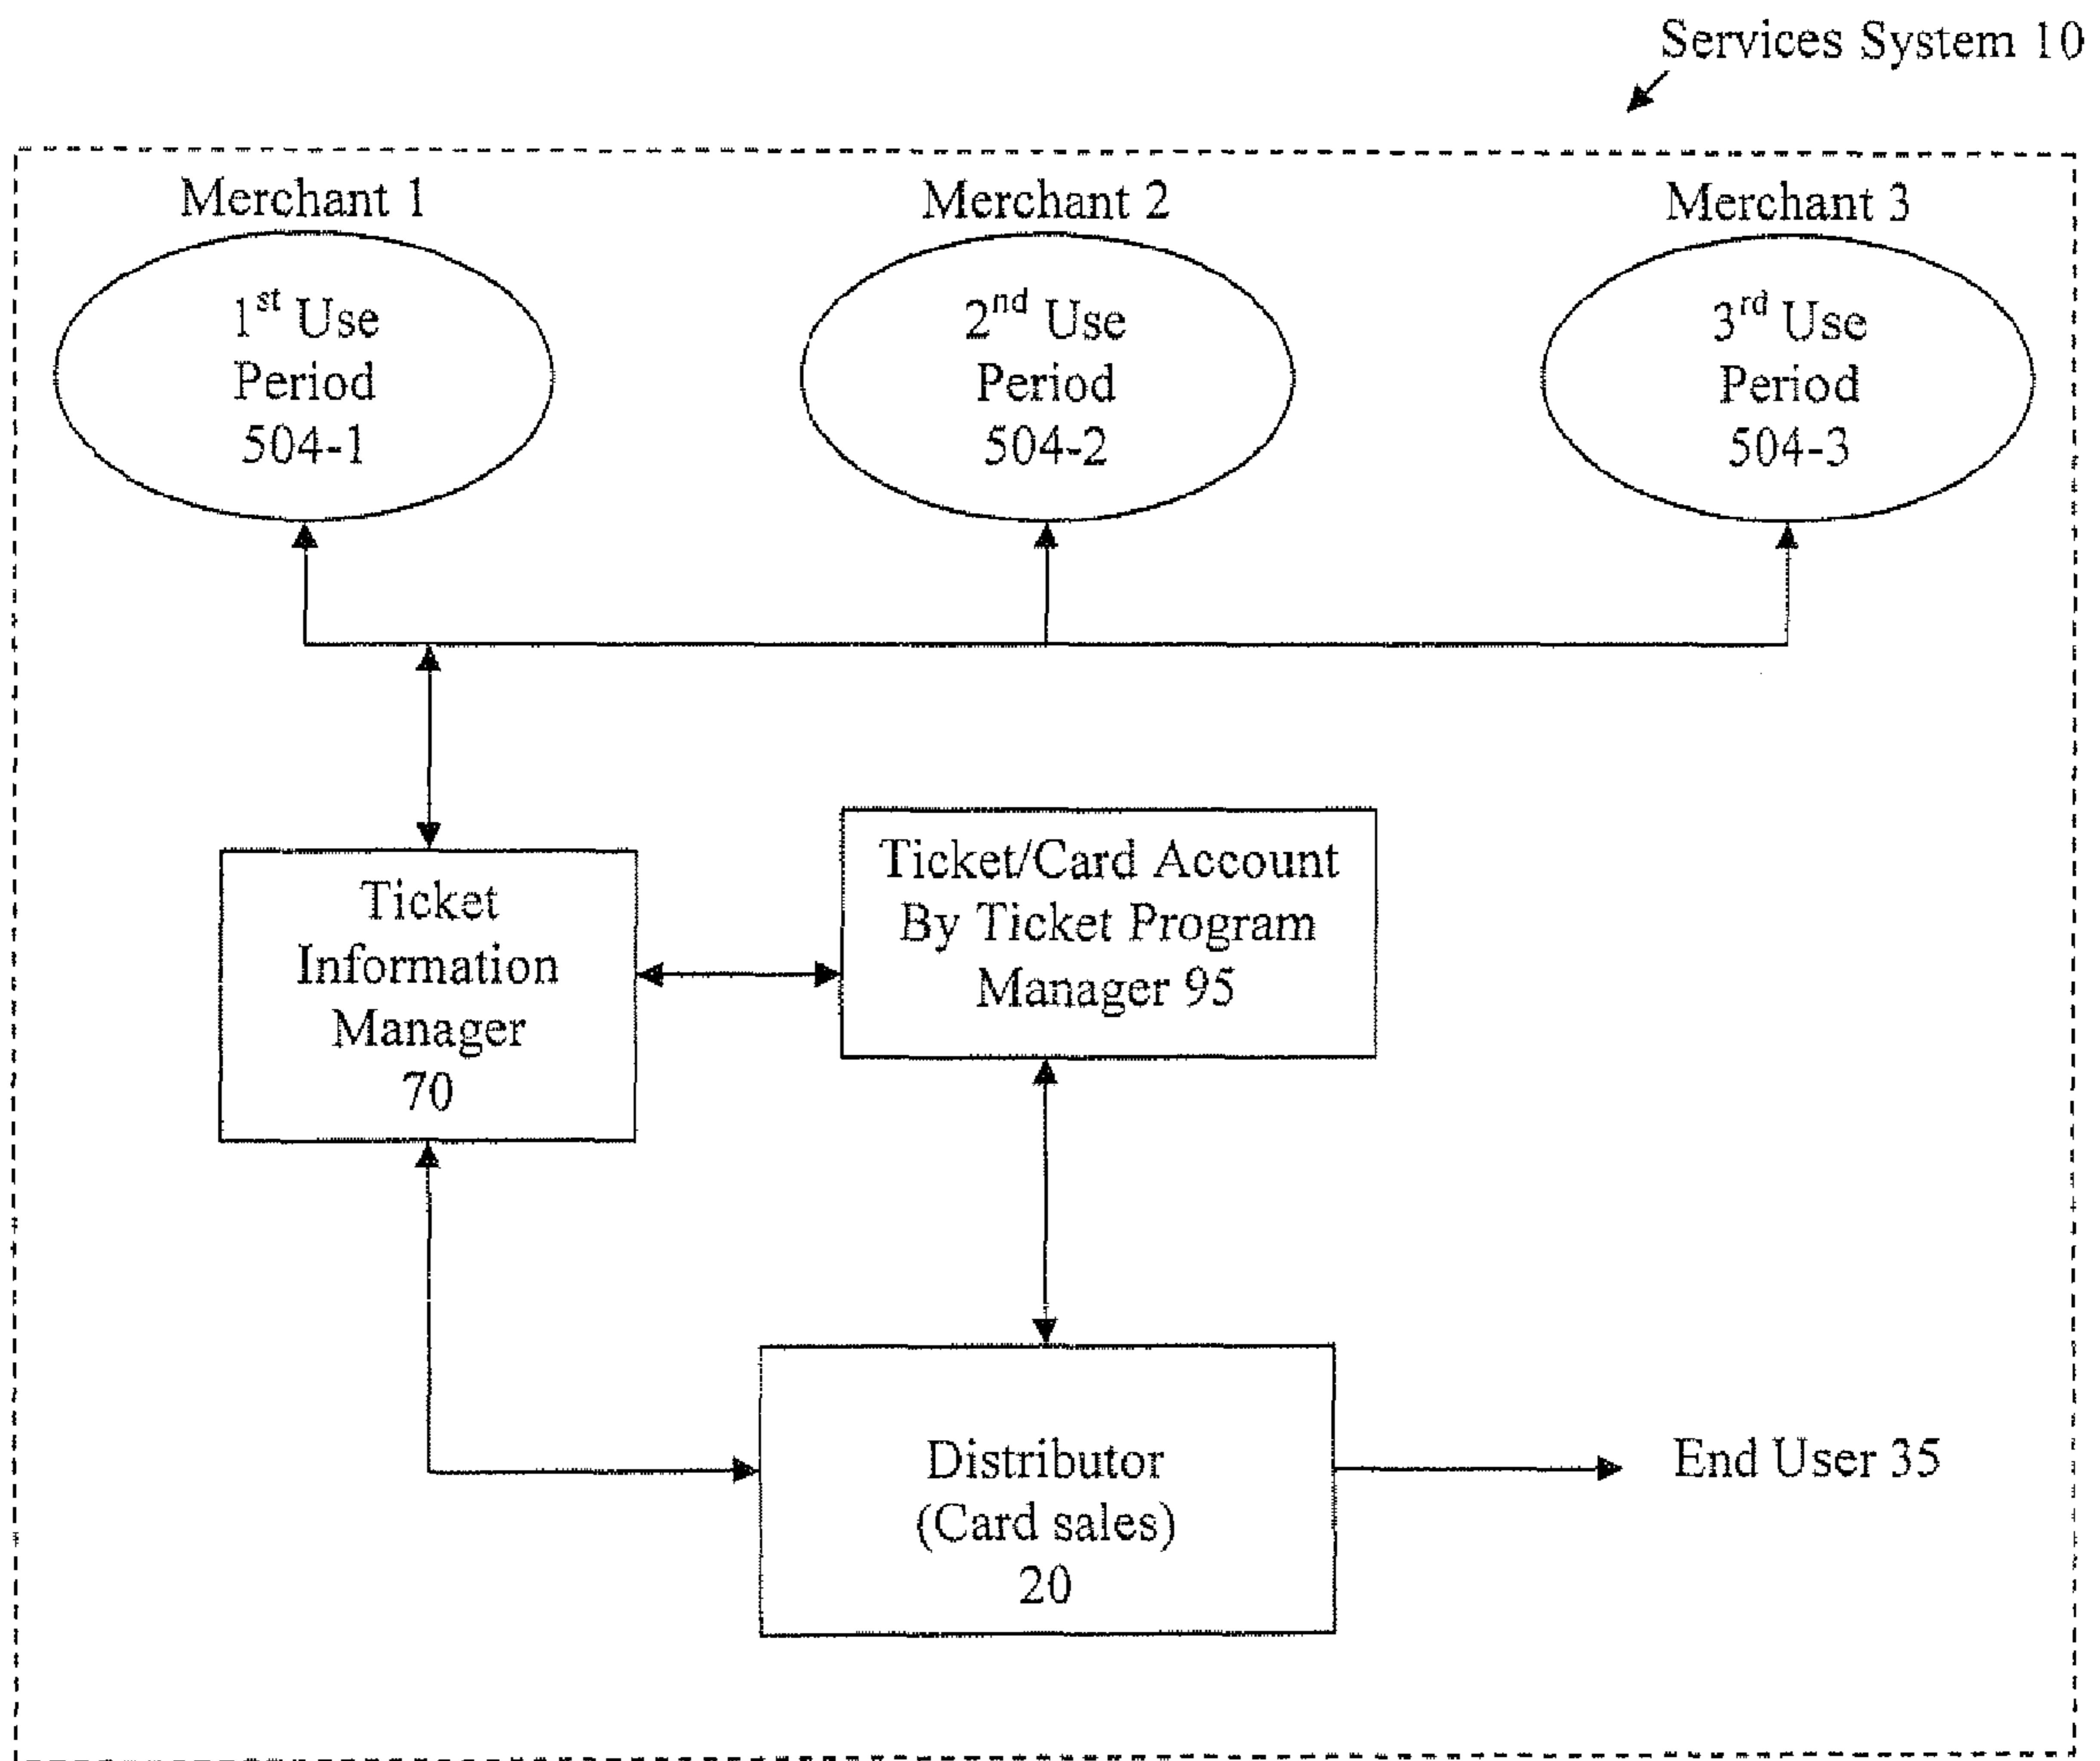 Services System 10
Merchant 1
Merchant 2
Merchant 3
1st Use
Period
504-1
2nd Use
Period
504-2
3rd Use
Period
504-3
Ticket
Information
Manager
70
Ticket/Card Account
By Ticket Program
Manager 95
Distributor
(Card sales)
20
End User 35